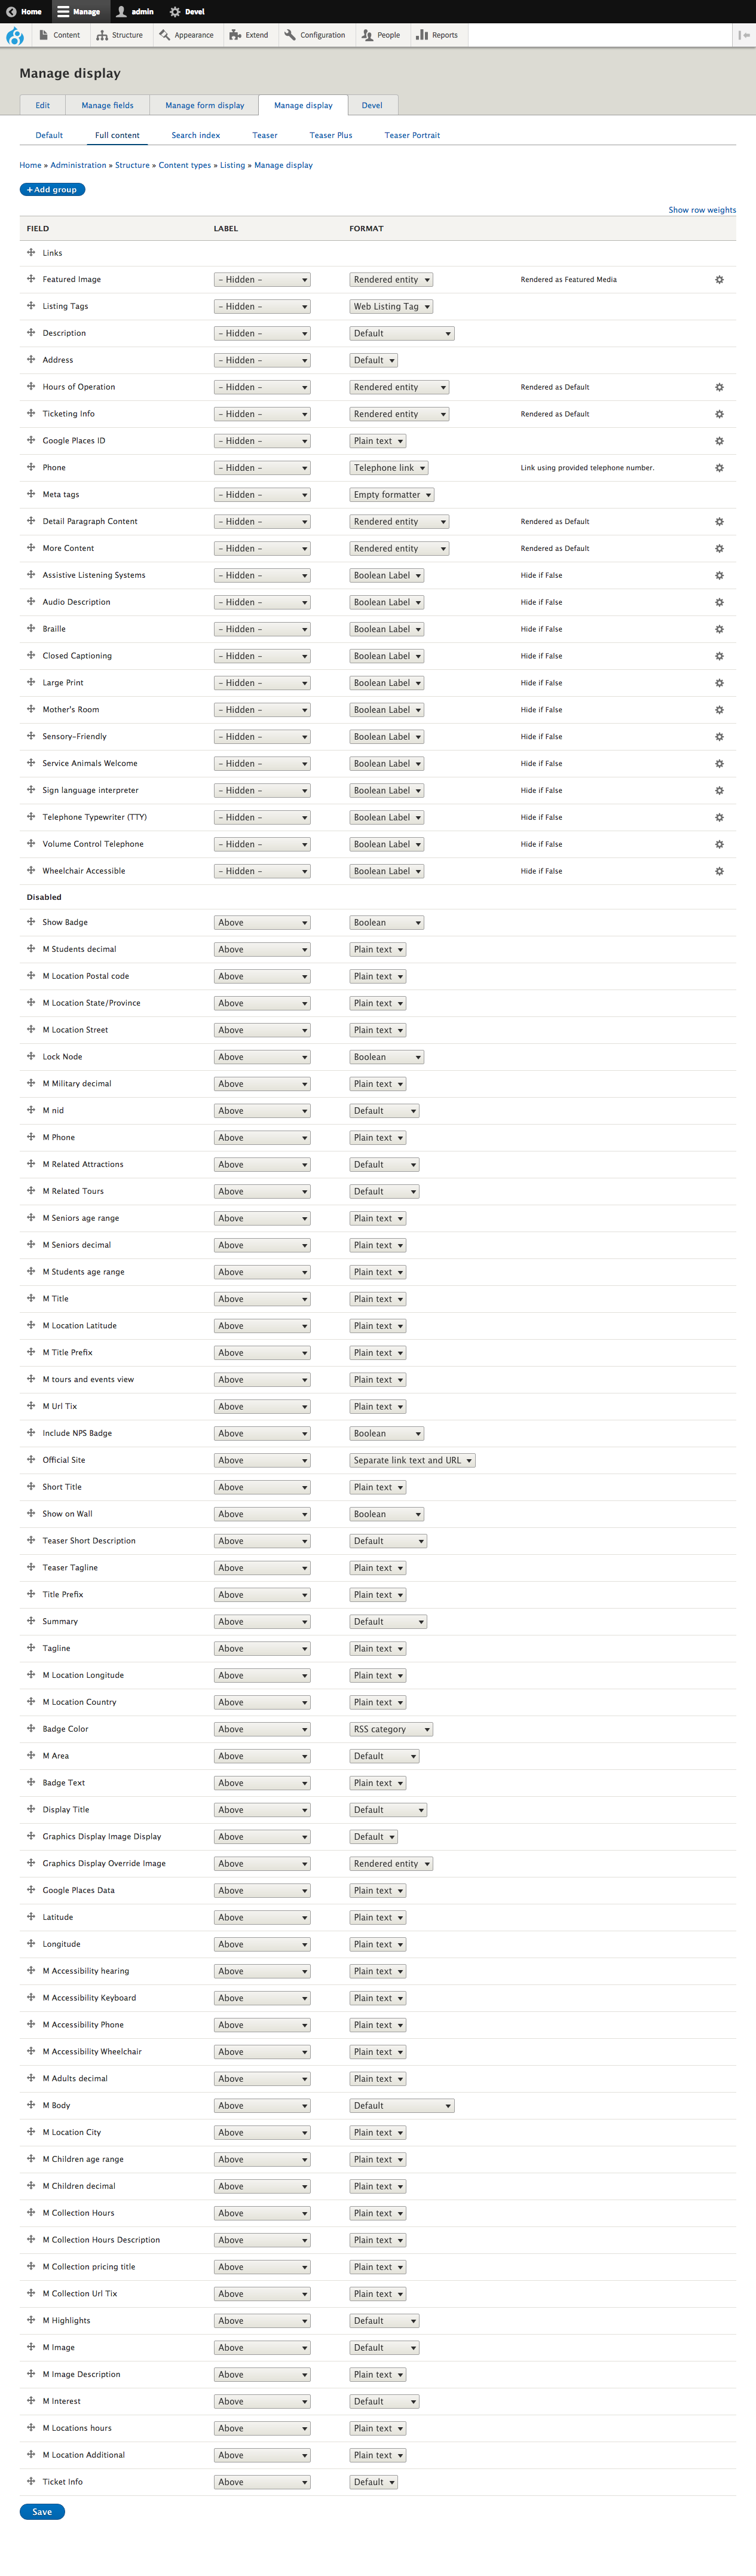 Home Manage admin Devel
Content Structure Appearance Extend Configuration People Reports
Manage display
Edit Manage fields Manage form display Manage display Devel
Default Full content Search index Teaser Teaser Plus Teaser Portrait
Home » Administration » Structure » Content types » Listing » Manage display
+ Add group
Show row weights
FIELD LABEL FORMAT
Links
Featured Image - Hidden - Rendered entity Rendered as Featured Media
Listing Tags - Hidden - Web Listing Tag
Description - Hidden - Default
Address - Hidden - Default
Hours of Operation - Hidden - Rendered entity Rendered as Default
Ticketing Info - Hidden - Rendered entity Rendered as Default
Google Places ID - Hidden - Plain text
Phone - Hidden - Telephone link Link using provided telephone number.
Meta tags - Hidden - Empty formatter
Detail Paragraph Content - Hidden - Rendered entity Rendered as Default
More Content - Hidden - Rendered entity Rendered as Default
Assistive Listening Systems - Hidden - Boolean Label Hide if False
Audio Description - Hidden - Boolean Label Hide if False
Braille - Hidden - Boolean Label Hide if False
Closed Captioning - Hidden - Boolean Label Hide if False
Large Print - Hidden - Boolean Label Hide if False
Mother's Room - Hidden - Boolean Label Hide if False
Sensory-Friendly - Hidden - Boolean Label Hide if False
Service Animals Welcome - Hidden - Boolean Label Hide if False
Sign language interpreter - Hidden - Boolean Label Hide if False
Telephone Typewriter (TTY) - Hidden - Boolean Label Hide if False
Volume Control Telephone - Hidden - Boolean Label Hide if False
Wheelchair Accessible - Hidden - Boolean Label Hide if False
Disabled
Show Badge Above Boolean
M Students decimal Above Plain text
M Location Postal code Above Plain text
M Location State/Province Above Plain text
M Location Street Above Plain text
Lock Node Above Boolean
M Military decimal Above Plain text
M nid Above Default
M Phone Above Plain text
M Related Attractions Above Default
M Related Tours Above Default
M Seniors age range Above Plain text
M Seniors decimal Above Plain text
M Students age range Above Plain text
M Title Above Plain text
M Location Latitude Above Plain text
M Title Prefix Above Plain text
M tours and events view Above Plain text
M Url Tix Above Plain text
Include NPS Badge Above Boolean
Official Site Above Separate link text and URL
Short Title Above Plain text
Show on Wall Above Boolean
Teaser Short Description Above Default
Teaser Tagline Above Plain text
Title Prefix Above Plain text
Summary Above Default
Tagline Above Plain text
M Location Longitude Above Plain text
M Location Country Above Plain text
Badge Color Above RSS category
M Area Above Default
Badge Text Above Plain text
Display Title Above Default
Graphics Display Image Display Above Default
Graphics Display Override Image Above Rendered entity
Google Places Data Above Plain text
Latitude Above Plain text
Longitude Above Plain text
M Accessibility hearing Above Plain text
M Accessibility Keyboard Above Plain text
M Accessibility Phone Above Plain text
M Accessibility Wheelchair Above Plain text
M Adults decimal Above Plain text
M Body Above Default
M Location City Above Plain text
M Children age range Above Plain text
M Children decimal Above Plain text
M Collection Hours Above Plain text
M Collection Hours Description Above Plain text
M Collection pricing title Above Plain text
M Collection Url Tix Above Plain text
M Highlights Above Default
M Image Above Default
M Image Description Above Plain text
M Interest Above Default
M Locations hours Above Plain text
M Location Additional Above Plain text
Ticket Info Above Default
Save